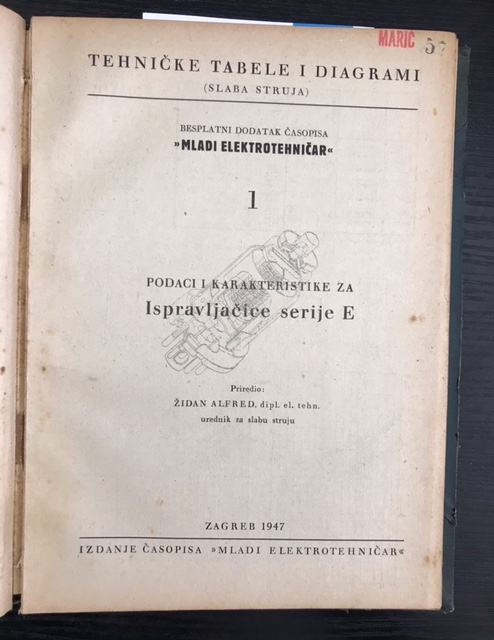 MARIĆ
TEHNIČKE TABELE I DIAGRAMI
(SLABA STRUJA)
BESPLATNI DODATAK ČASOPISA
»MLADI ELEKTROTEHNIČAR«
1
PODACI I KARAKTERISTIKE ZA
Ispravljačice serije E
Priredio:
ŽIDAN ALFRED, dipl. el. tehn.
urednik za slabu struju
ZAGREB 1947
IZDANJE ČASOPISA »MLADI ELEKTROTEHNIČAR«